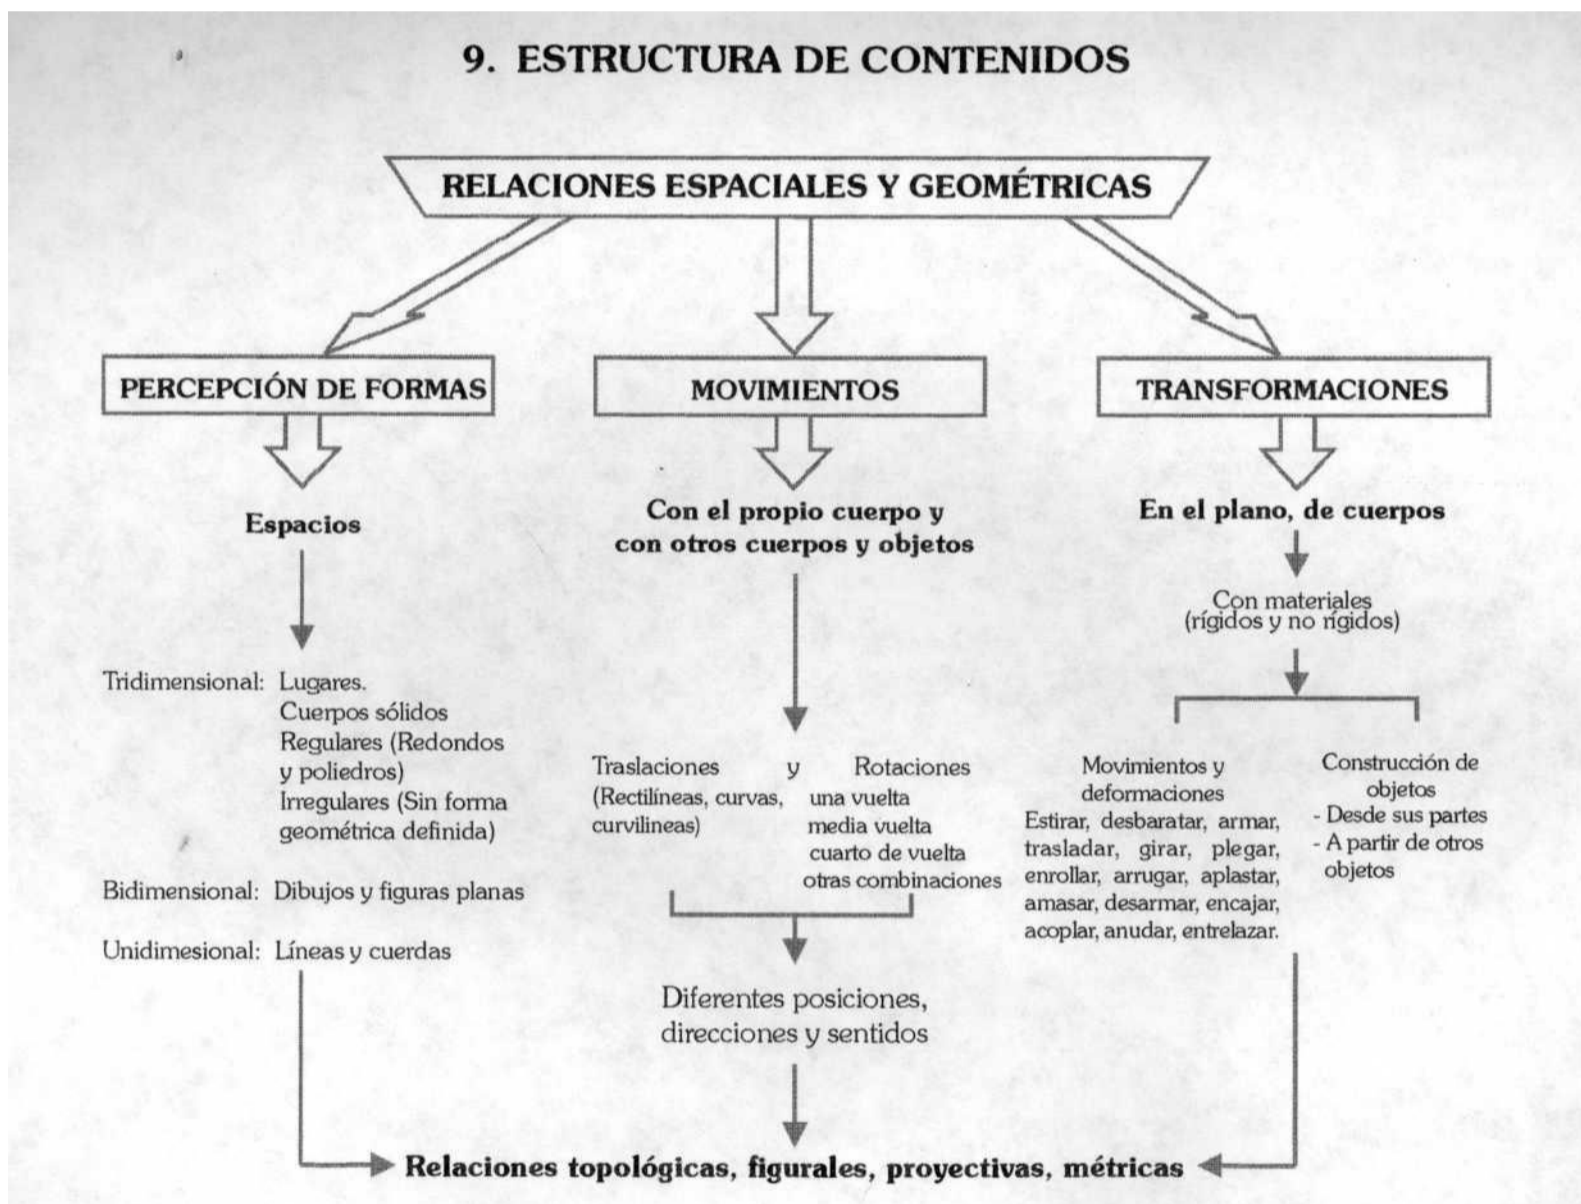 9. ESTRUCTURA DE CONTENIDOS
RELACIONES ESPACIALES Y GEOMÉTRICAS
PERCEPCIÓN DE FORMAS
Espacios
Tridimensional: Lugares.
Cuerpos sólidos
Regulares (Redondos
y poliedros)
Irregulares (Sin forma
geométrica definida)
Bidimensional: Dibujos y figuras planas
Unidimesional: Líneas y cuerdas
MOVIMIENTOS
Con el propio cuerpo y
con otros cuerpos y objetos
Traslaciones y Rotaciones
(Rectilíneas, curvas, una vuelta
curvilineas) media vuelta
cuarto de vuelta
otras combinaciones
Diferentes posiciones,
direcciones y sentidos
TRANSFORMACIONES
En el plano, de cuerpos
Con materiales
(rígidos y no rígidos)
Movimientos y
deformaciones
Estirar, desbaratar, armar,
trasladar, girar, plegar,
enrollar, arrugar, aplastar,
amasar, desarmar, encajar,
acoplar, anudar, entrelazar.
Construcción de
objetos
- Desde sus partes
- A partir de otros
objetos
Relaciones topológicas, figurales, proyectivas, métricas